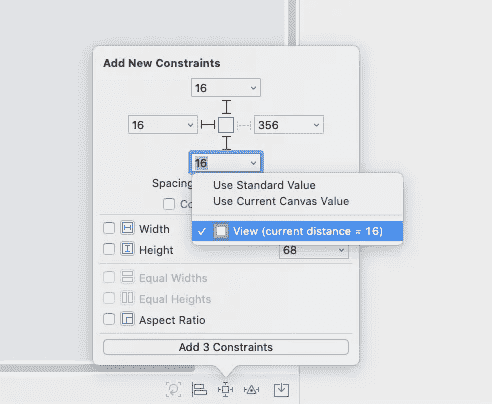 Add New Constraints
16
16
356
16
Spacing
Use Standard Value
Use Current Canvas Value
View (current distance = 16)
Width
Height
68
Equal Widths
Equal Heights
Aspect Ratio
Add 3 Constraints